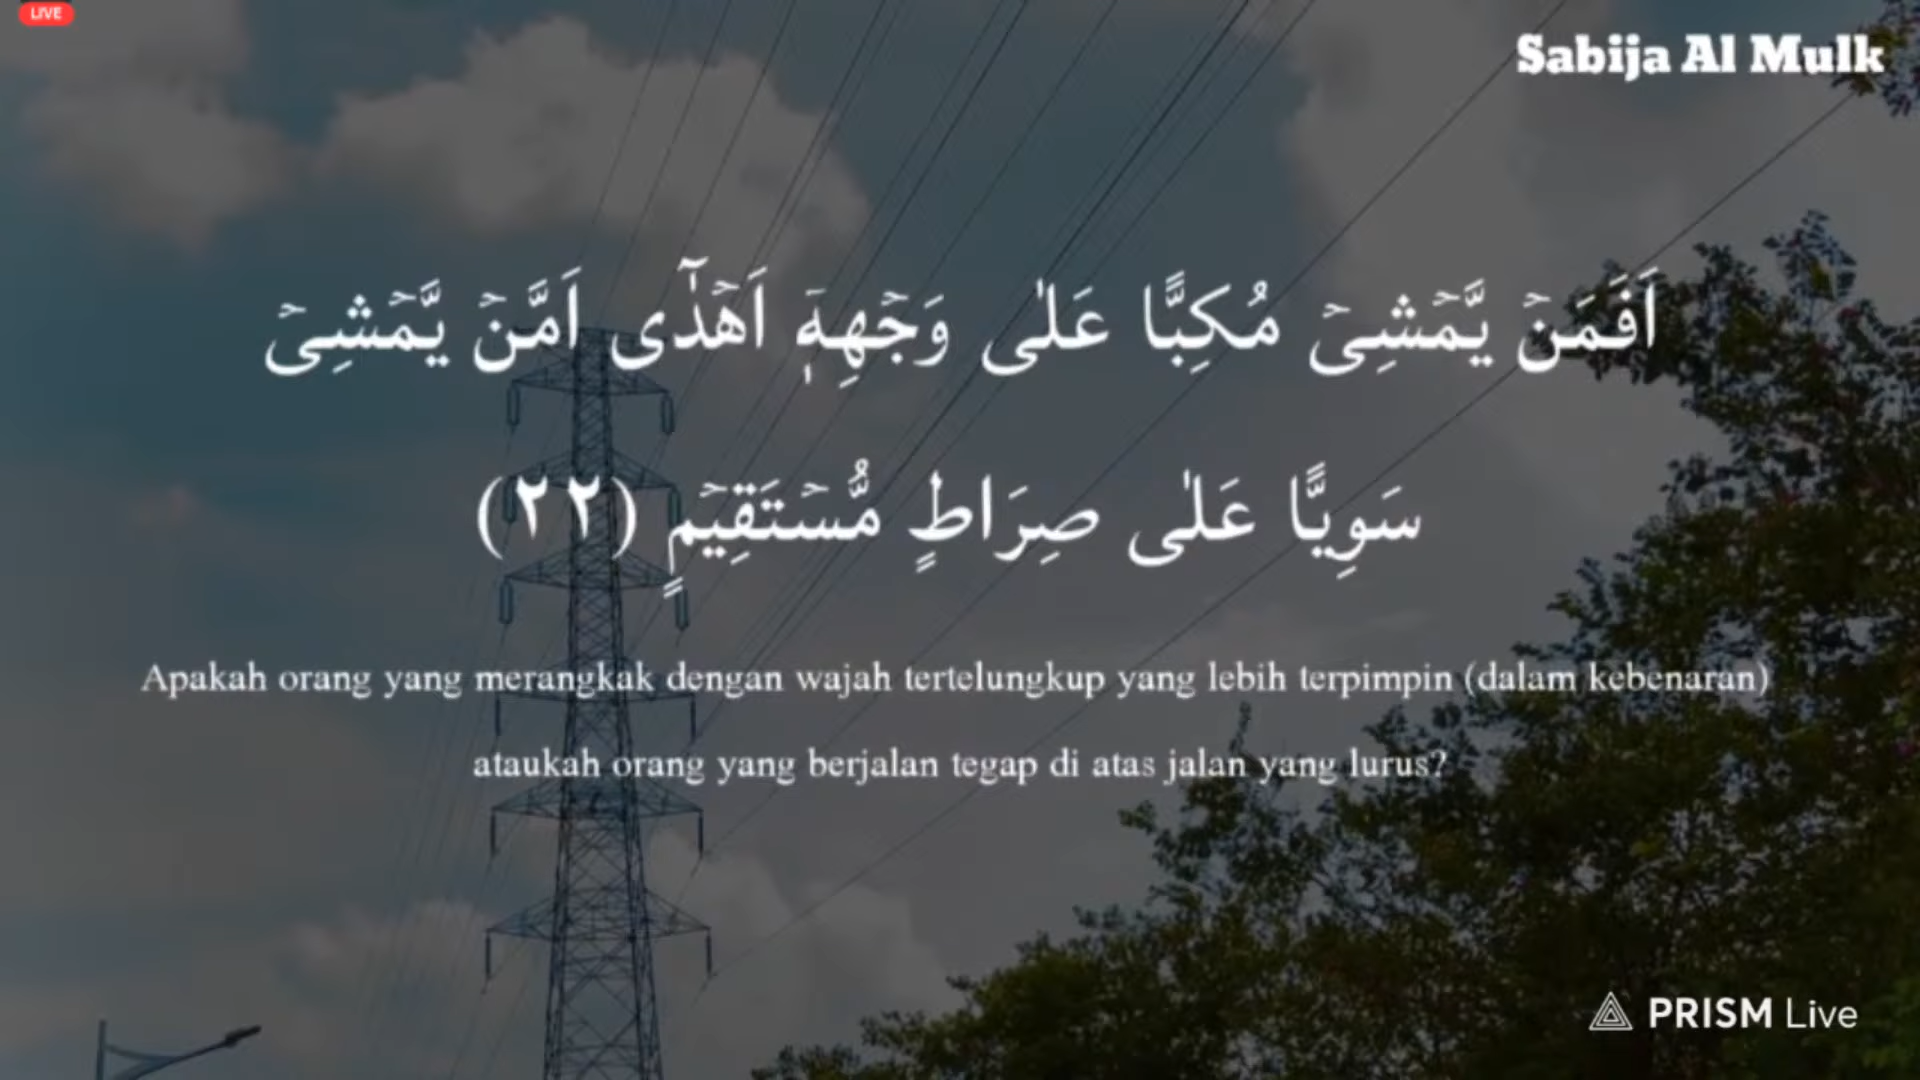 LIVE
Sabija Al Mulk
اَفَمَنۡ يَّمۡشِىۡ مُكِبًّا عَلٰى وَجۡهِهٖۤ اَهۡدٰٓى اَمَّنۡ يَّمۡشِىۡ
سَوِيًّا عَلٰى صِرَاطٍ مُّسۡتَقِيۡمٍ (٢٢)
Apakah orang yang merangkak dengan wajah tertelungkup yang lebih terpimpin (dalam kebenaran)
ataukah orang yang berjalan tegap di atas jalan yang lurus?
PRISM Live